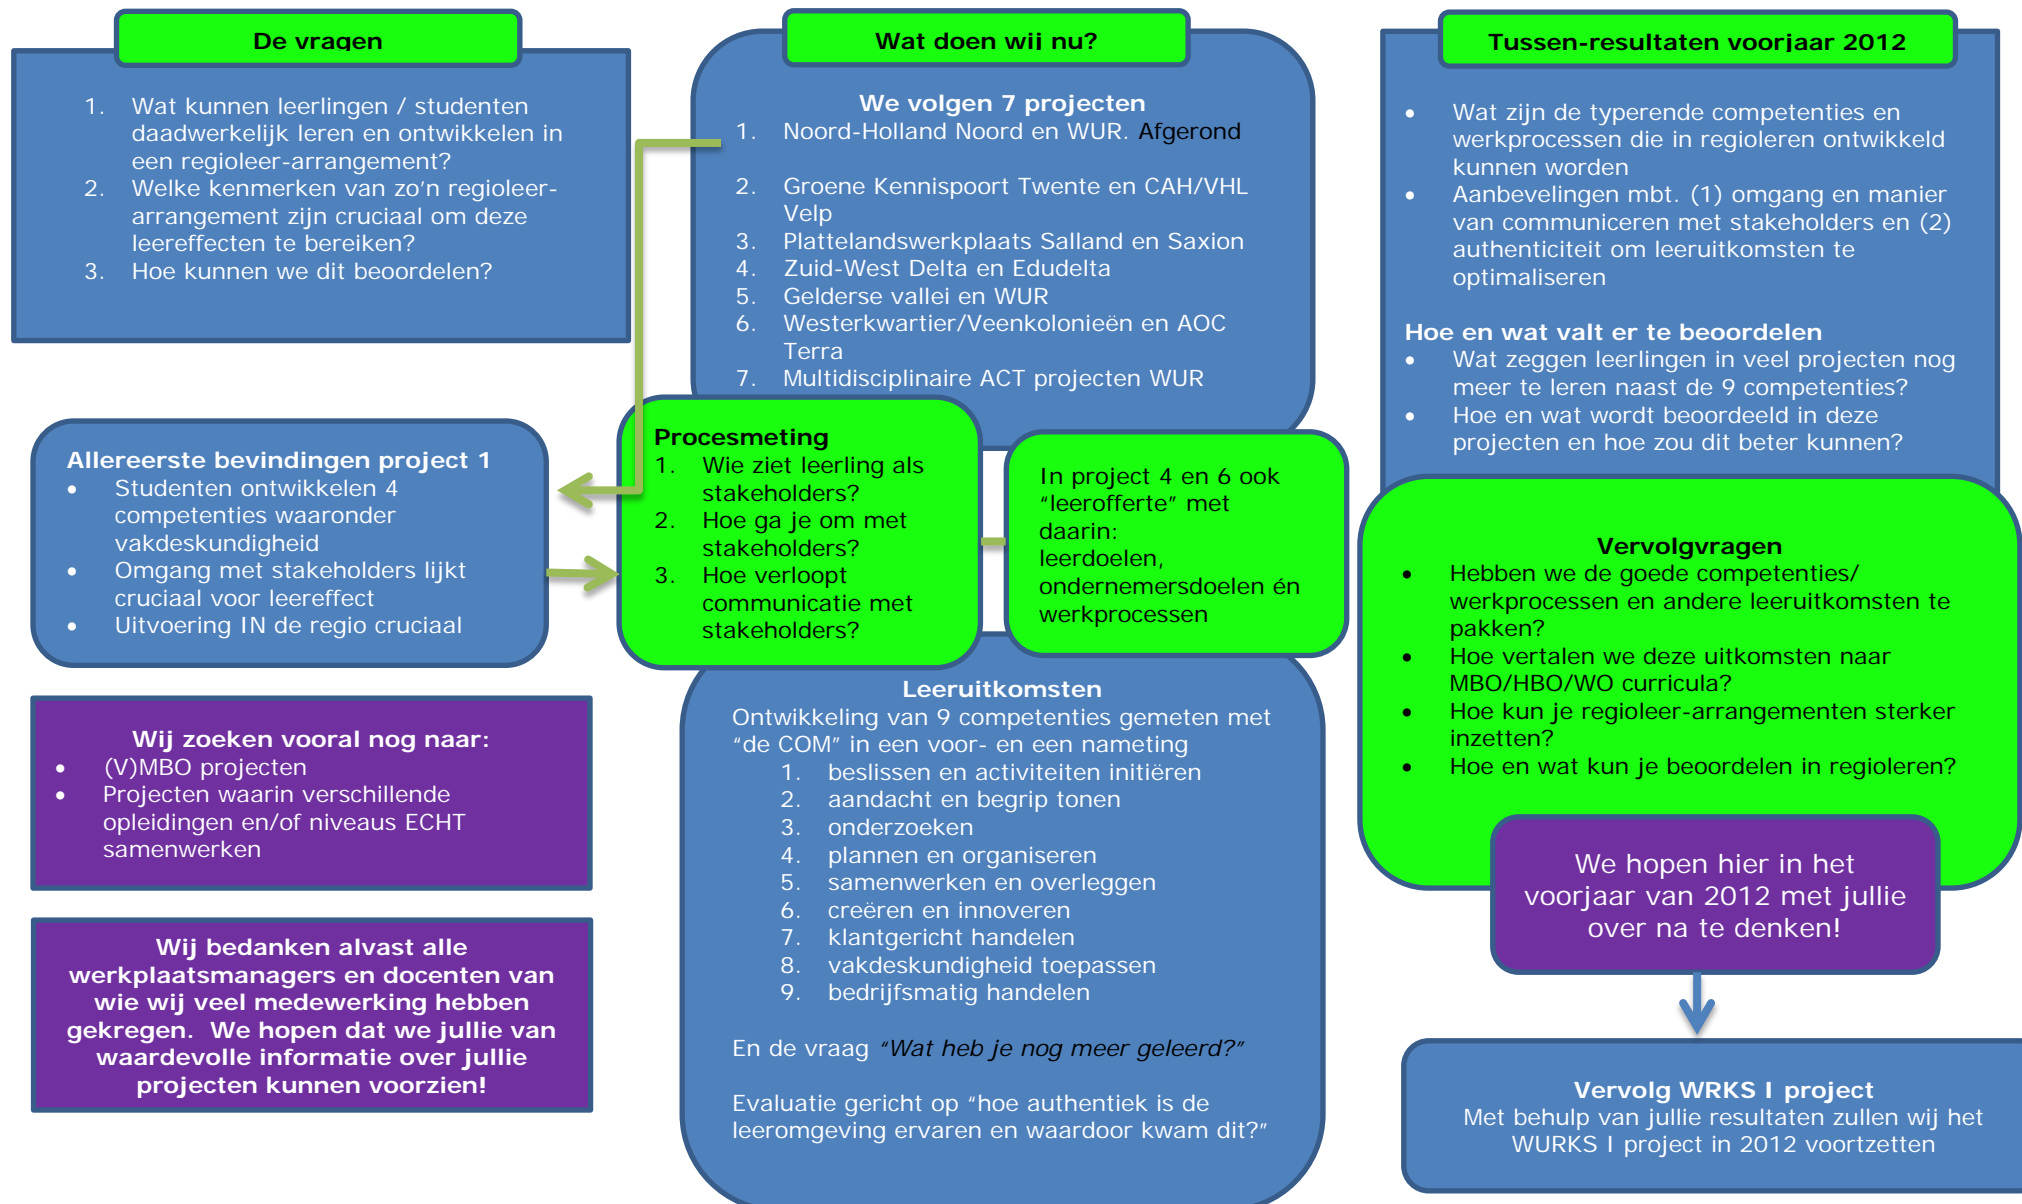 De vragen
1. Wat kunnen leerlingen / studenten
daadwerkelijk leren en ontwikkelen in
een regioleer-arrangement?
2. Welke kenmerken van zo'n regioleer-
arrangement zijn cruciaal om deze
leereffecten te bereiken?
3. Hoe kunnen we dit beoordelen?
Allereerste bevindingen project 1
• Studenten ontwikkelen 4
competenties waaronder
vakdeskundigheid
• Omgang met stakeholders lijkt
cruciaal voor leereffect
• Uitvoering IN de regio cruciaal
Wij zoeken vooral nog naar:
• (V)MBO projecten
• Projecten waarin verschillende
opleidingen en/of niveaus ECHT
samenwerken
Wij bedanken alvast alle
werkplaatsmanagers en docenten van
wie wij veel medewerking hebben
gekregen. We hopen dat we jullie van
waardevolle informatie over jullie
projecten kunnen voorzien!
Wat doen wij nu?
We volgen 7 projecten
1. Noord-Holland Noord en WUR. Afgerond
2. Groene Kennispoort Twente en CAH/VHL
Velp
3. Plattelandswerkplaats Salland en Saxion
4. Zuid-West Delta en Edudelta
5. Gelderse vallei en WUR
6. Westerkwartier/Veenkolonieën en AOC
Terra
7. Multidisciplinaire ACT projecten WUR
Procesmeting
1. Wie ziet leerling als
stakeholders?
2. Hoe ga je om met
stakeholders?
3. Hoe verloopt
communicatie met
stakeholders?
In project 4 en 6 ook
"leerofferte" met
daarin:
leerdoelen,
ondernemersdoelen én
werkprocessen
Leeruitkomsten
Ontwikkeling van 9 competenties gemeten met
"de COM" in een voor- en een nameting
1. beslissen en activiteiten initiëren
2. aandacht en begrip tonen
3. onderzoeken
4. plannen en organiseren
5. samenwerken en overleggen
6. creëren en innoveren
7. klantgericht handelen
8. vakdeskundigheid toepassen
9. bedrijfsmatig handelen
En de vraag "Wat heb je nog meer geleerd?"
Evaluatie gericht op "hoe authentiek is de
leeromgeving ervaren en waardoor kwam dit?"
Tussen-resultaten voorjaar 2012
• Wat zijn de typerende competenties en
werkprocessen die in regioleren ontwikkeld
kunnen worden
• Aanbevelingen mbt. (1) omgang en manier
van communiceren met stakeholders en (2)
authenticiteit om leeruitkomsten te
optimaliseren
Hoe en wat valt er te beoordelen
• Wat zeggen leerlingen in veel projecten nog
meer te leren naast de 9 competenties?
• Hoe en wat wordt beoordeeld in deze
projecten en hoe zou dit beter kunnen?
Vervolgvragen
• Hebben we de goede competenties/
werkprocessen en andere leeruitkomsten te
pakken?
• Hoe vertalen we deze uitkomsten naar
MBO/HBO/WO curricula?
• Hoe kun je regioleer-arrangementen sterker
inzetten?
• Hoe en wat kun je beoordelen in regioleren?
We hopen hier in het
voorjaar van 2012 met jullie
over na te denken!
Vervolg WRKS I project
Met behulp van jullie resultaten zullen wij het
WURKS I project in 2012 voortzetten